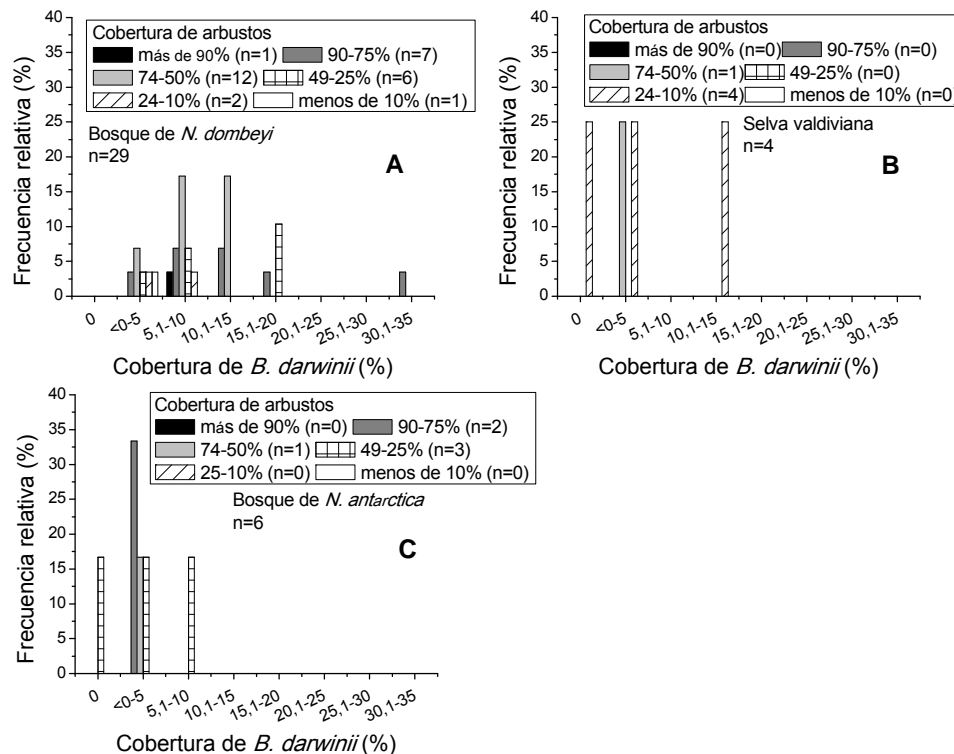 Cobertura de arbustos
más de 90% (n=1) 90-75% (n=7)
74-50% (n=12) 49-25% (n=6)
24-10% (n=2) menos de 10% (n=1)
Bosque de N. dombeyi
n=29
A
Frecuencia relativa (%)
40
35
30
25
20
15
10
5
0
0 <0-5 5,1-10 10,1-15 15,1-20 20,1-25 25,1-30 30,1-35
Cobertura de B. darwinii (%)
Cobertura de arbustos
más de 90% (n=0) 90-75% (n=0)
74-50% (n=1) 49-25% (n=0)
24-10% (n=4) menos de 10% (n=0)
Selva valdiviana
n=4
B
Frecuencia relativa (%)
40
35
30
25
20
15
10
5
0
0 <0-5 5,1-10 10,1-15 15,1-20 20,1-25 25,1-30 30,1-35
Cobertura de B. darwinii (%)
Cobertura de arbustos
más de 90% (n=0) 90-75% (n=2)
74-50% (n=1) 49-25% (n=3)
25-10% (n=0) menos de 10% (n=0)
Bosque de N. antarctica
n=6
C
Frecuencia relativa (%)
40
35
30
25
20
15
10
5
0
0 <0-5 5,1-10 10,1-15 15,1-20 20,1-25 25,1-30 30,1-35
Cobertura de B. darwinii (%)